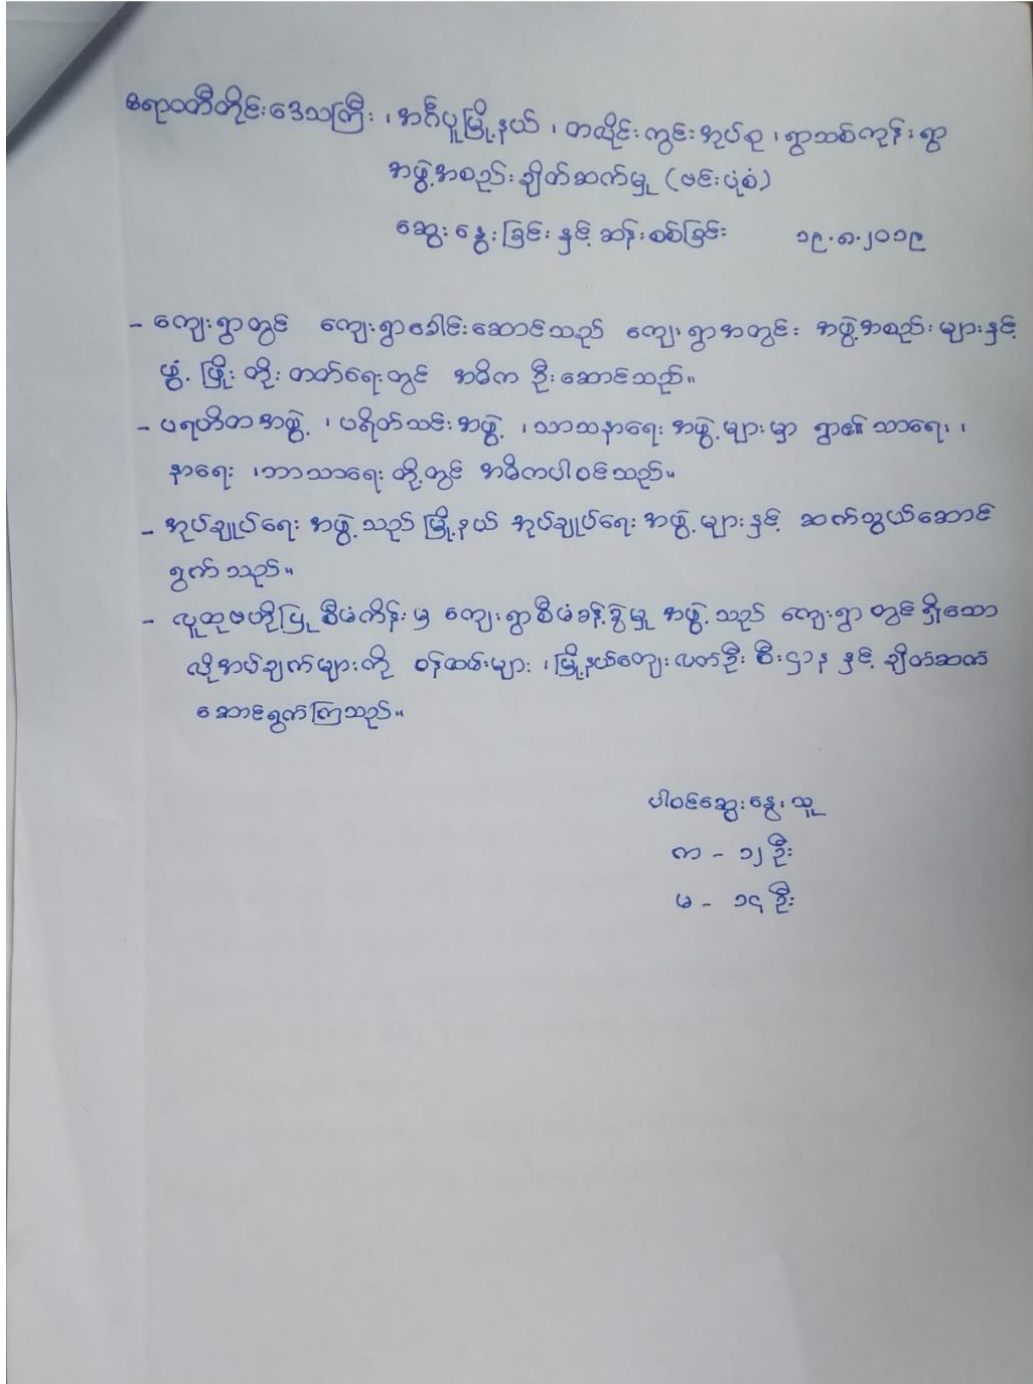 ဧရာဝတီတိုင်းဒေသကြီး ၊ အင်္ဂပူမြို့နယ် ၊ တလိုင်းကွင်းအုပ်စု ၊ ရွာသစ်ကုန်းရွာ
အဖွဲ့အစည်းချိတ်ဆက်မှု (ဗင်းပုံစံ)
ဆွေးနွေးခြင်းနှင့် ဆန်းစစ်ခြင်း ၁၉.၈.၂၀၁၉
- ကျေးရွာတွင် ကျေးရွာခေါင်းဆောင်သည် ကျေးရွာအတွင်း အဖွဲ့အစည်းများနှင့်
ဖွံ့ဖြိုးတိုးတတ်ရေးတွင် အဓိကဦးဆောင်သည်။
- ပရဟိတအဖွဲ့ ၊ ပရိတ်သင်းအဖွဲ့ ၊ သာသနာရေးအဖွဲ့များမှာ ရွာ၏ သာရေး ၊
နာရေး ၊ ဘာသာရေးတို့တွင် အဓိကပါဝင်သည်။
- အုပ်ချုပ်ရေးအဖွဲ့သည် မြို့နယ် အုပ်ချုပ်ရေးအဖွဲ့များနှင့် ဆက်သွယ်ဆောင်
ရွက်သည်။
- လူထုဗဟိုပြုစီမံကိန်းမှ ကျေးရွာစီမံခန့်ခွဲမှုအဖွဲ့သည် ကျေးရွာတွင်ရှိသော
လိုအပ်ချက်များကို ဝန်ထမ်းများ ၊ မြို့နယ်ကျေးလက်ဦးစီးဌာနနှင့် ချိတ်ဆက်
ဆောင်ရွက်ကြသည်။
ပါဝင်ဆွေးနွေးသူ
ကာ - ၁၂ ဦး
မ - ၁၄ ဦး